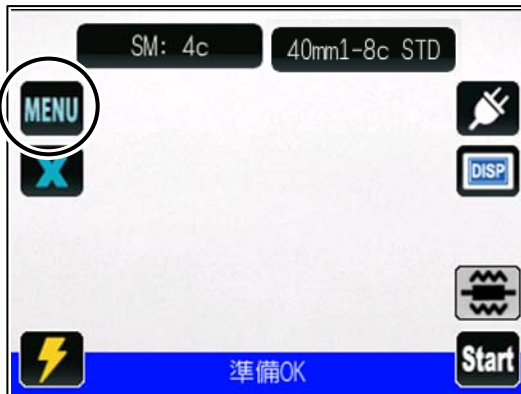 SM: 4c
40mm1-8c STD
MENU
X
DISP
準備OK
Start